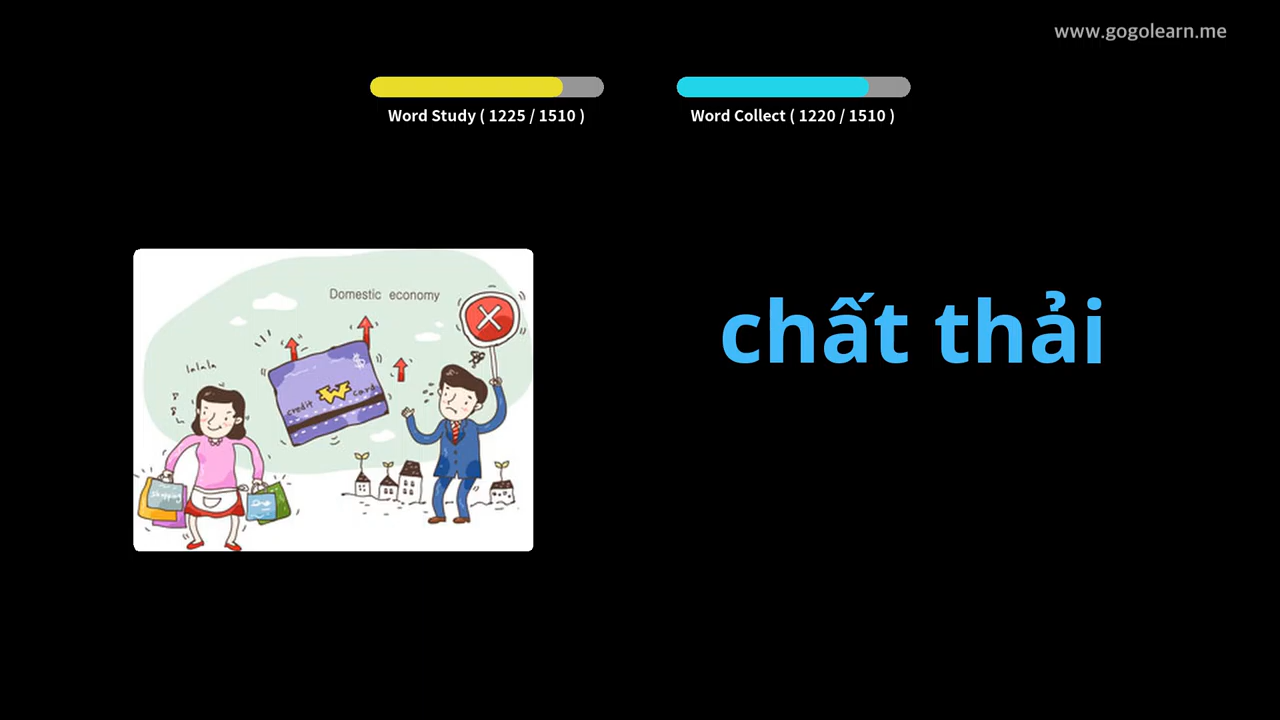 www.gogolearn.me
Word Study ( 1225 / 1510 )
Word Collect ( 1220 / 1510 )
Domestic economy
lalala
$
credit card
W
shopping
chất thải